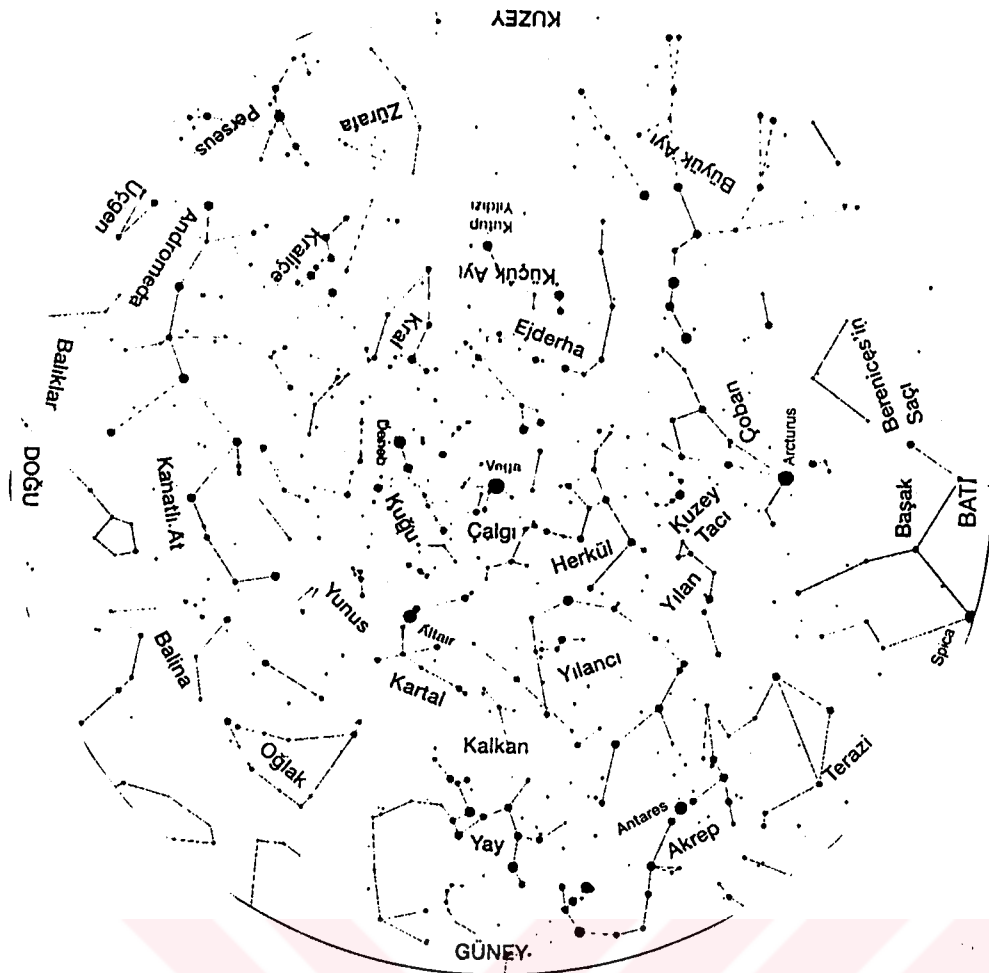 KUZEY
Perseus
Zürafa
Büyük Ayı
Üçgen
Andromeda
Kraliçe
Kutup
Yıldızı
Küçük Ayı
Kral
Ejderha
Balıklar
Berenices'in
Saçı
Çoban
Arcturus
Deneb
DOĞU
Kanatlı At
Kuğu
Çalgı
Herkül
Kuzey
Tacı
Başak
BATI
Yunus
Altair
Yılan
Spica
Balina
Kartal
Yılancı
Oğlak
Kalkan
Terazi
Antares
Yay
Akrep
GÜNEY